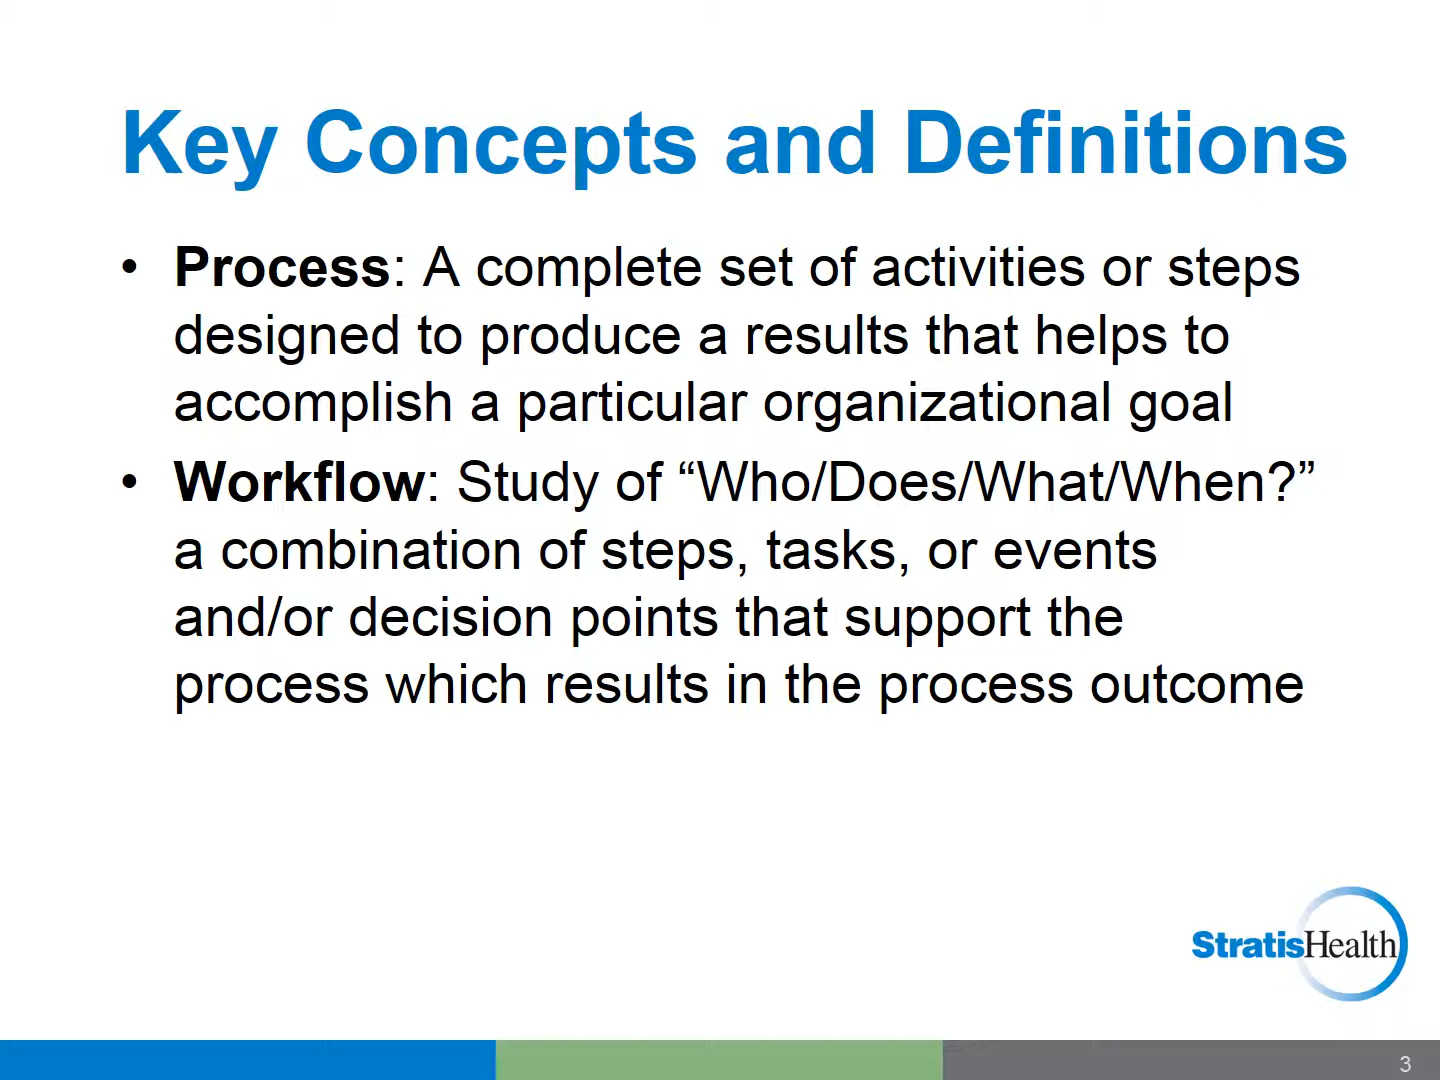 Key Concepts and Definitions
• Process: A complete set of activities or steps
designed to produce a results that helps to
accomplish a particular organizational goal
• Workflow: Study of “Who/Does/What/When?”
a combination of steps, tasks, or events
and/or decision points that support the
process which results in the process outcome
StratisHealth
3